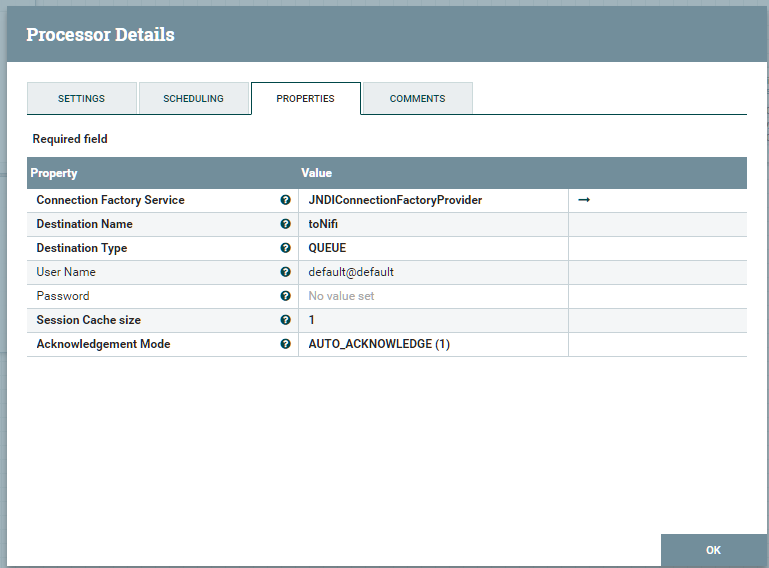 Processor Details
SETTINGS SCHEDULING PROPERTIES COMMENTS
Required field
Property Value
Connection Factory Service ? JNDIConnectionFactoryProvider →
Destination Name ? toNifi
Destination Type ? QUEUE
User Name ? default@default
Password ? No value set
Session Cache size ? 1
Acknowledgement Mode ? AUTO_ACKNOWLEDGE (1)
OK